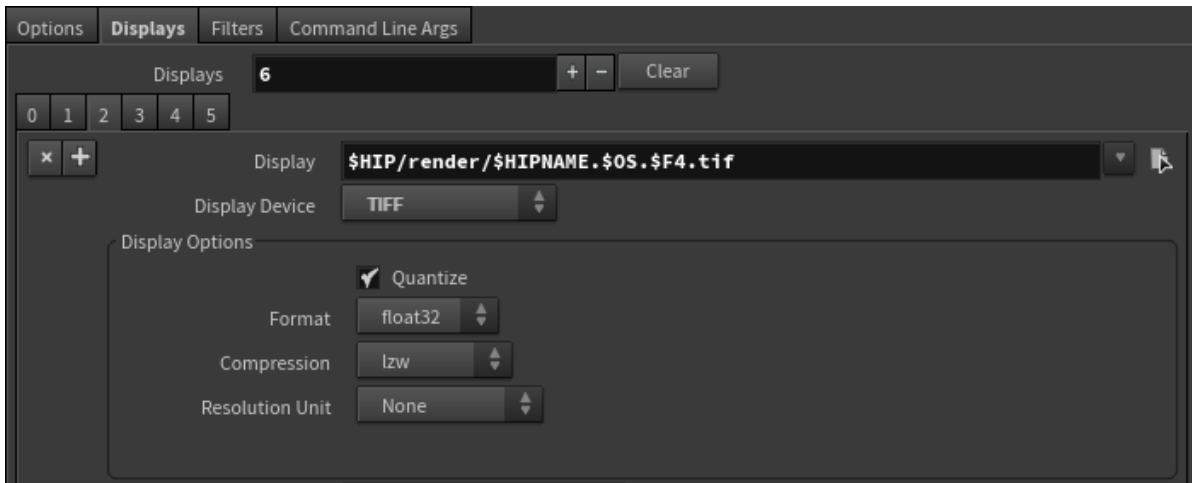 Options Displays Filters Command Line Args
Displays 6 + - Clear
0 1 2 3 4 5
× + Display $HIP/render/$HIPNAME.$OS.$F4.tif
Display Device TIFF
Display Options
Quantize
Format float32
Compression lzw
Resolution Unit None